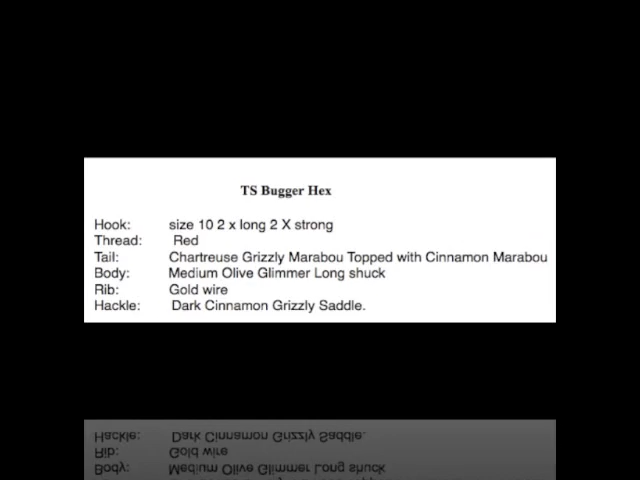 TS Bugger Hex
Hook: size 10 2 x long 2 X strong
Thread: Red
Tail: Chartreuse Grizzly Marabou Topped with Cinnamon Marabou
Body: Medium Olive Glimmer Long shuck
Rib: Gold wire
Hackle: Dark Cinnamon Grizzly Saddle.